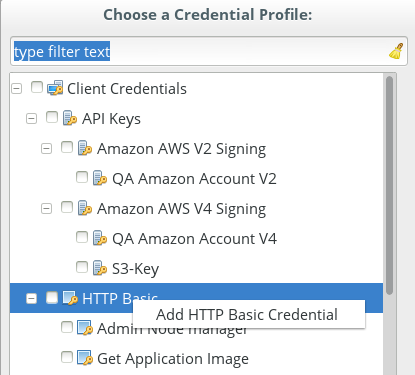 Choose a Credential Profile:
type filter text
Client Credentials
API Keys
Amazon AWS V2 Signing
QA Amazon Account V2
Amazon AWS V4 Signing
QA Amazon Account V4
S3-Key
HTTP Basic
Add HTTP Basic Credential
Admin Node manager
Get Application Image